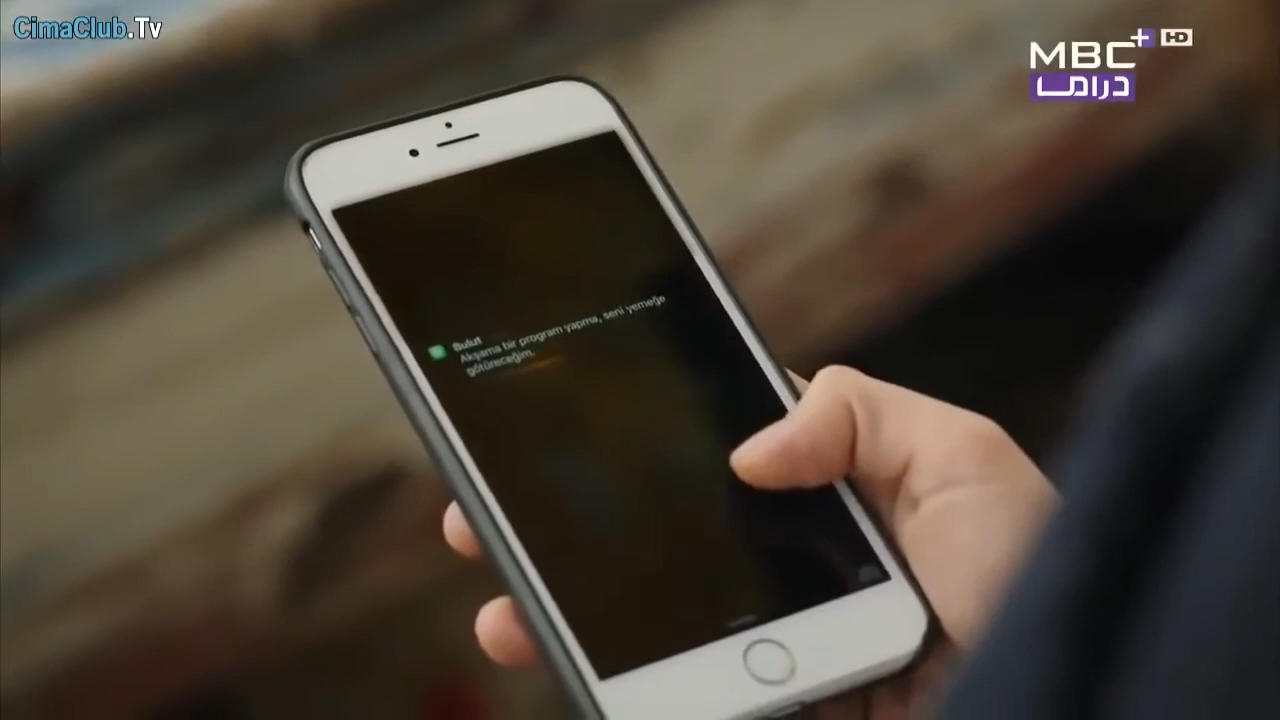 CimaClub.Tv
MBC+ HD
دراما
Bulut
Akşama bir program yapma, seni yemeğe
götüreceğim.